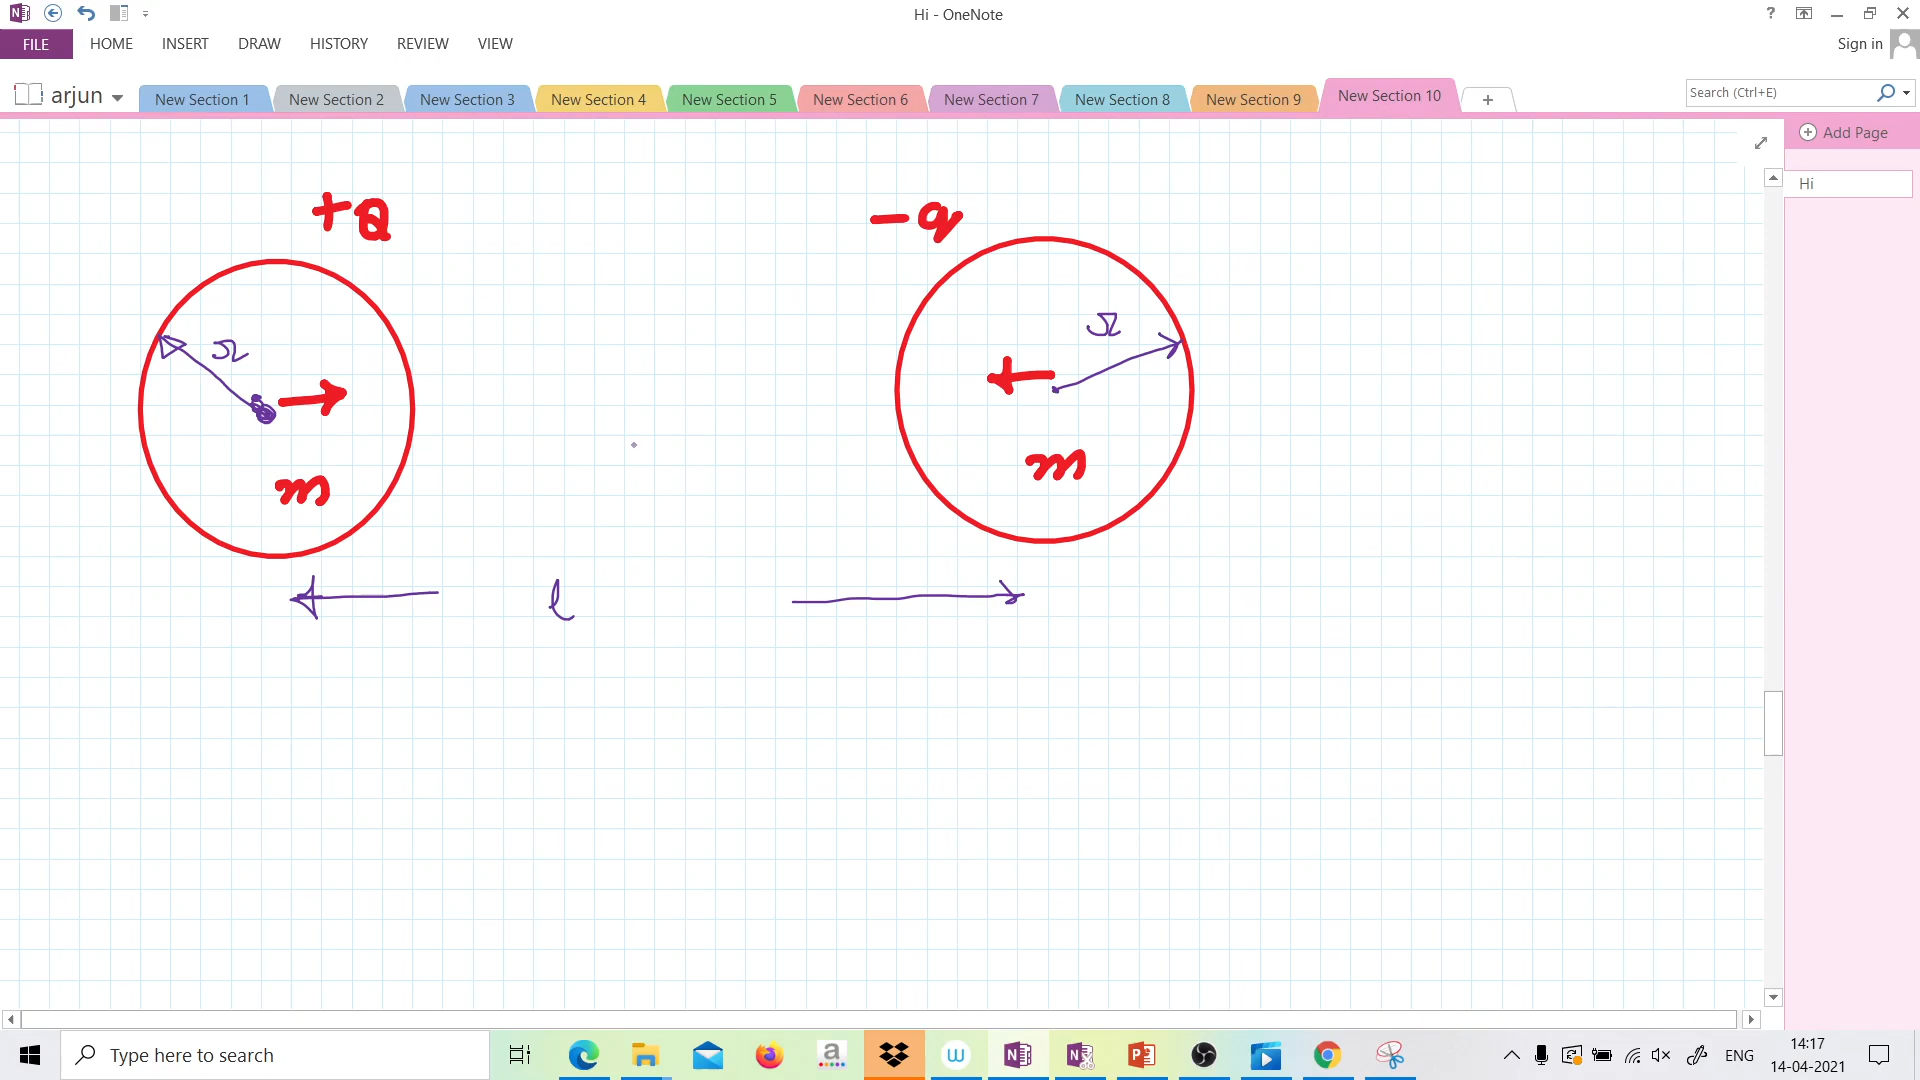 Hi - OneNote
?
FILE HOME INSERT DRAW HISTORY REVIEW VIEW
Sign in
arjun New Section 1 New Section 2 New Section 3 New Section 4 New Section 5 New Section 6 New Section 7 New Section 8 New Section 9 New Section 10 +
Search (Ctrl+E)
Add Page
Hi
+Q
-q
r
r
m
m
l
Type here to search
ENG
14:17
14-04-2021